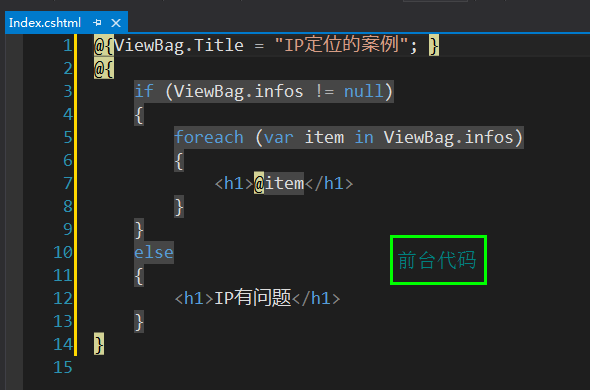 Index.cshtml
1 @{ViewBag.Title = "IP定位的案例"; }
2 @{
3 if (ViewBag.infos != null)
4 {
5 foreach (var item in ViewBag.infos)
6 {
7 <h1>@item</h1>
8 }
9 }
10 else
前台代码
11 {
12 <h1>IP有问题</h1>
13 }
14 }
15